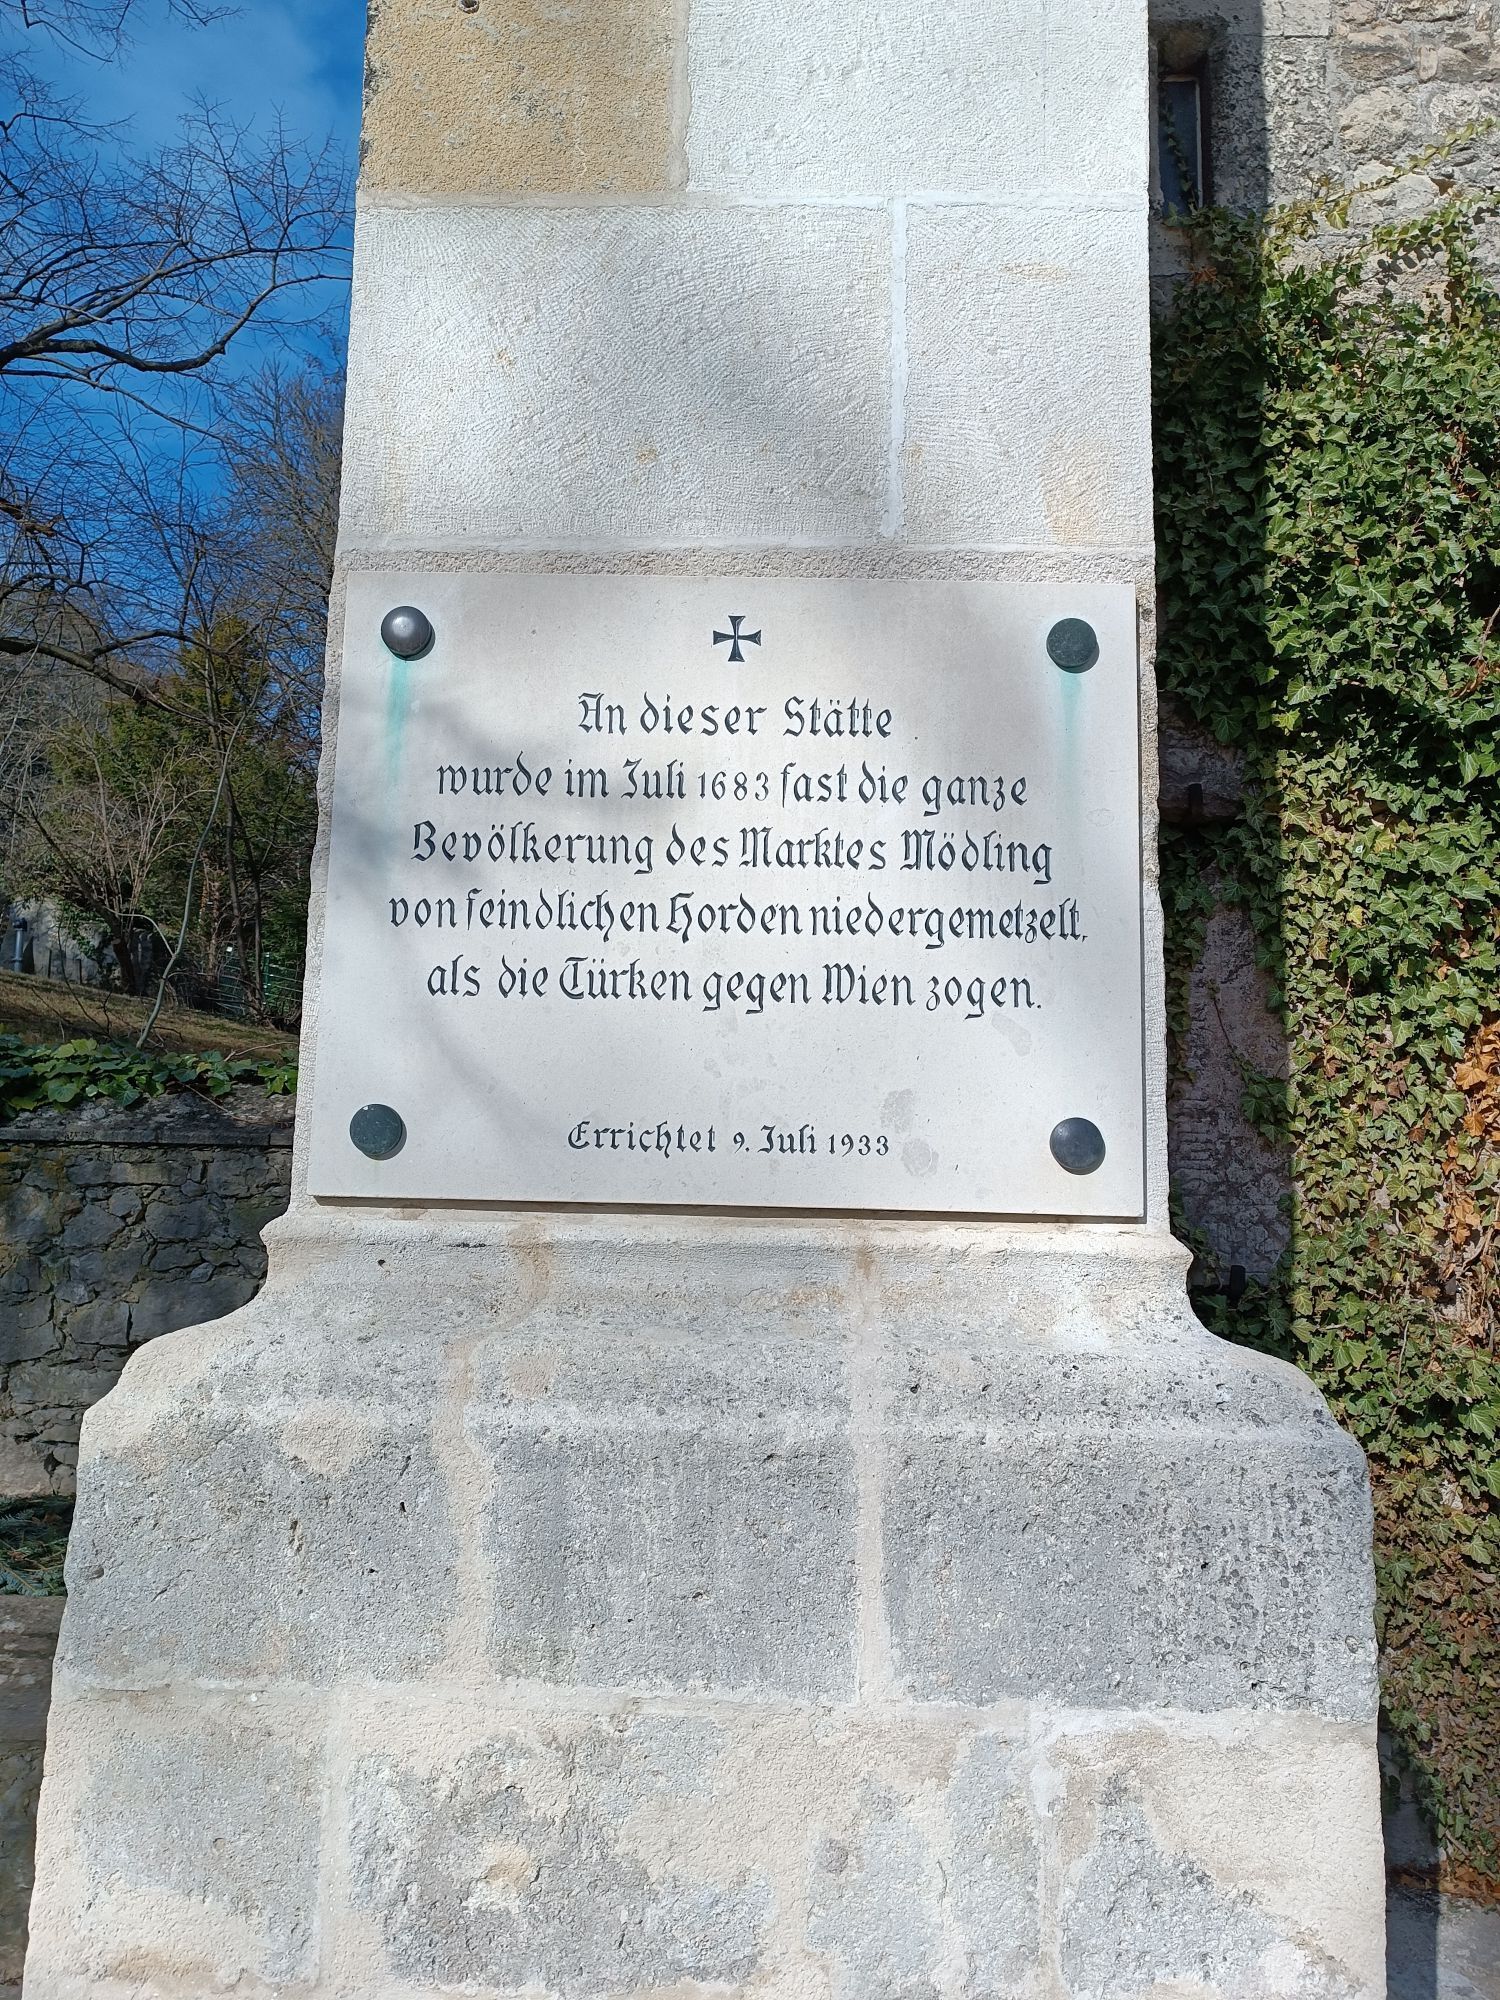 An dieser Stätte
wurde im Juli 1683 fast die ganze
Bevölkerung des Marktes Mödling
von feindlichen Horden niedergemetzelt,
als die Türken gegen Wien zogen.
Errichtet 9. Juli 1933